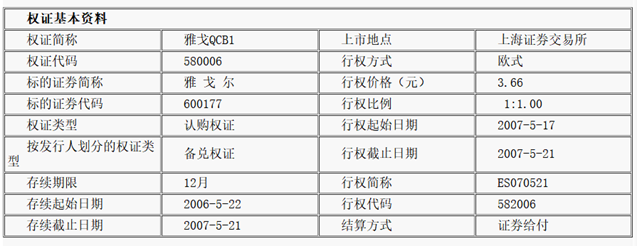 权证基本资料
权证简称 雅戈QCB1 上市地点 上海证券交易所
权证代码 580006 行权方式 欧式
标的证券简称 雅 戈 尔 行权价格（元） 3.66
标的证券代码 600177 行权比例 1:1.00
权证类型 认购权证 行权起始日期 2007-5-17
按发行人划分的权证类
型 备兑权证 行权截止日期 2007-5-21
存续期限 12月 行权简称 ES070521
存续起始日期 2006-5-22 行权代码 582006
存续截止日期 2007-5-21 结算方式 证券给付